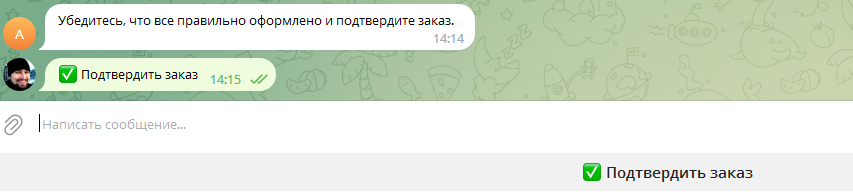 Убедитесь, что все правильно оформлено и подтвердите заказ.
14:14
А
✅ Подтвердить заказ 14:15
Написать сообщение...
✅ Подтвердить заказ